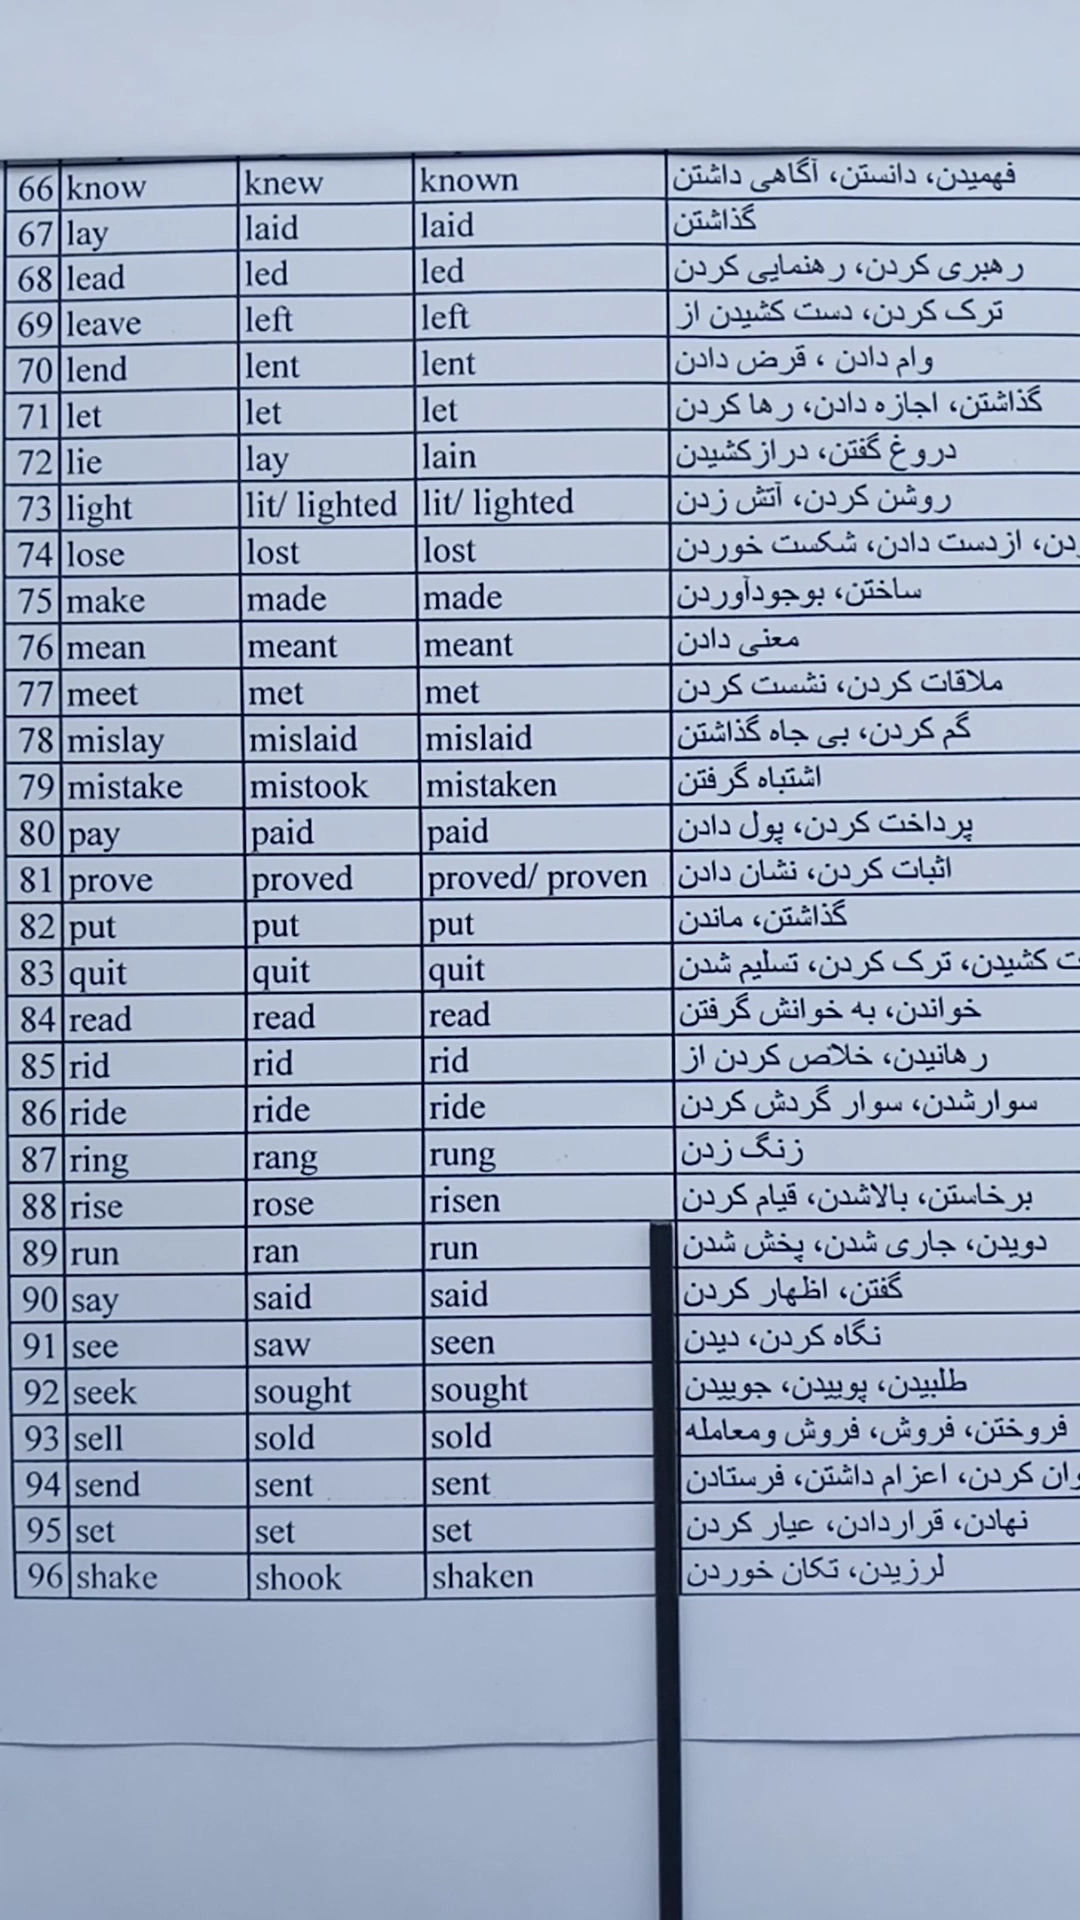 66 know knew known فهمیدن، دانستن، آگاهی داشتن
67 lay laid laid گذاشتن
68 lead led led رهبری کردن، رهنمایی کردن
69 leave left left ترک کردن، دست کشیدن از
70 lend lent lent وام دادن ، قرض دادن
71 let let let گذاشتن، اجازه دادن، رها کردن
72 lie lay lain دروغ گفتن، درازکشیدن
73 light lit/ lighted lit/ lighted روشن کردن، آتش زدن
74 lose lost lost ازدست دادن، شکست خوردن
75 make made made ساختن، بوجودآوردن
76 mean meant meant معنی دادن
77 meet met met ملاقات کردن، نشست کردن
78 mislay mislaid mislaid گم کردن، بی جاه گذاشتن
79 mistake mistook mistaken اشتباه گرفتن
80 pay paid paid پرداخت کردن، پول دادن
81 prove proved proved/ proven اثبات کردن، نشان دادن
82 put put put گذاشتن، ماندن
83 quit quit quit کشیدن، ترک کردن، تسلیم شدن
84 read read read خواندن، به خوانش گرفتن
85 rid rid rid رهانیدن، خلاص کردن از
86 ride ride ride سوارشدن، سوار گردش کردن
87 ring rang rung زنگ زدن
88 rise rose risen برخاستن، بالاشدن، قیام کردن
89 run ran run دویدن، جاری شدن، پخش شدن
90 say said said گفتن، اظهار کردن
91 see saw seen نگاه کردن، دیدن
92 seek sought sought طلبیدن، پوییدن، جوییدن
93 sell sold sold فروختن، فروش، فروش ومعامله
94 send sent sent کردن، اعزام داشتن، فرستادن
95 set set set نهادن، قراردادن، عیار کردن
96 shake shook shaken لرزیدن، تکان خوردن